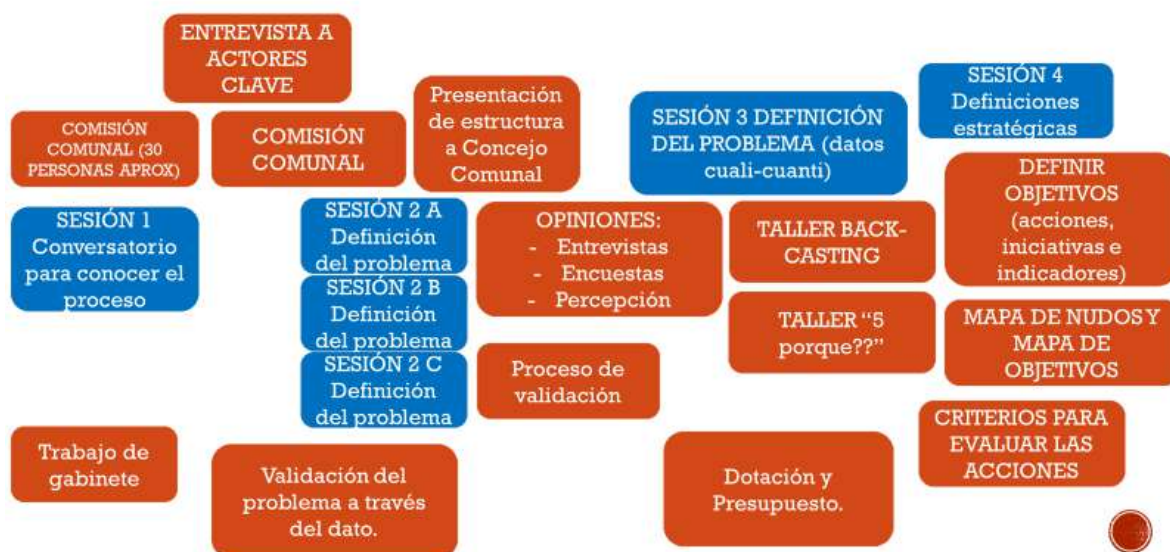 ENTREVISTA A
ACTORES
CLAVE
COMISIÓN
COMUNAL (30
PERSONAS APROX)
COMISIÓN
COMUNAL
Presentación
de estructura
a Concejo
Comunal
SESIÓN 3 DEFINICIÓN
DEL PROBLEMA (datos
cuali-cuanti)
SESIÓN 4
Definiciones
estratégicas
SESIÓN 1
Conversatorio
para conocer el
proceso
SESIÓN 2 A
Definición
del problema
SESIÓN 2 B
Definición
del problema
SESIÓN 2 C
Definición
del problema
OPINIONES:
- Entrevistas
- Encuestas
- Percepción
Proceso de
validación
TALLER BACK-
CASTING
TALLER “5
porque??”
DEFINIR
OBJETIVOS
(acciones,
iniciativas e
indicadores)
MAPA DE NUDOS Y
MAPA DE
OBJETIVOS
CRITERIOS PARA
EVALUAR LAS
ACCIONES
Trabajo de
gabinete
Validación del
problema a través
del dato.
Dotación y
Presupuesto.